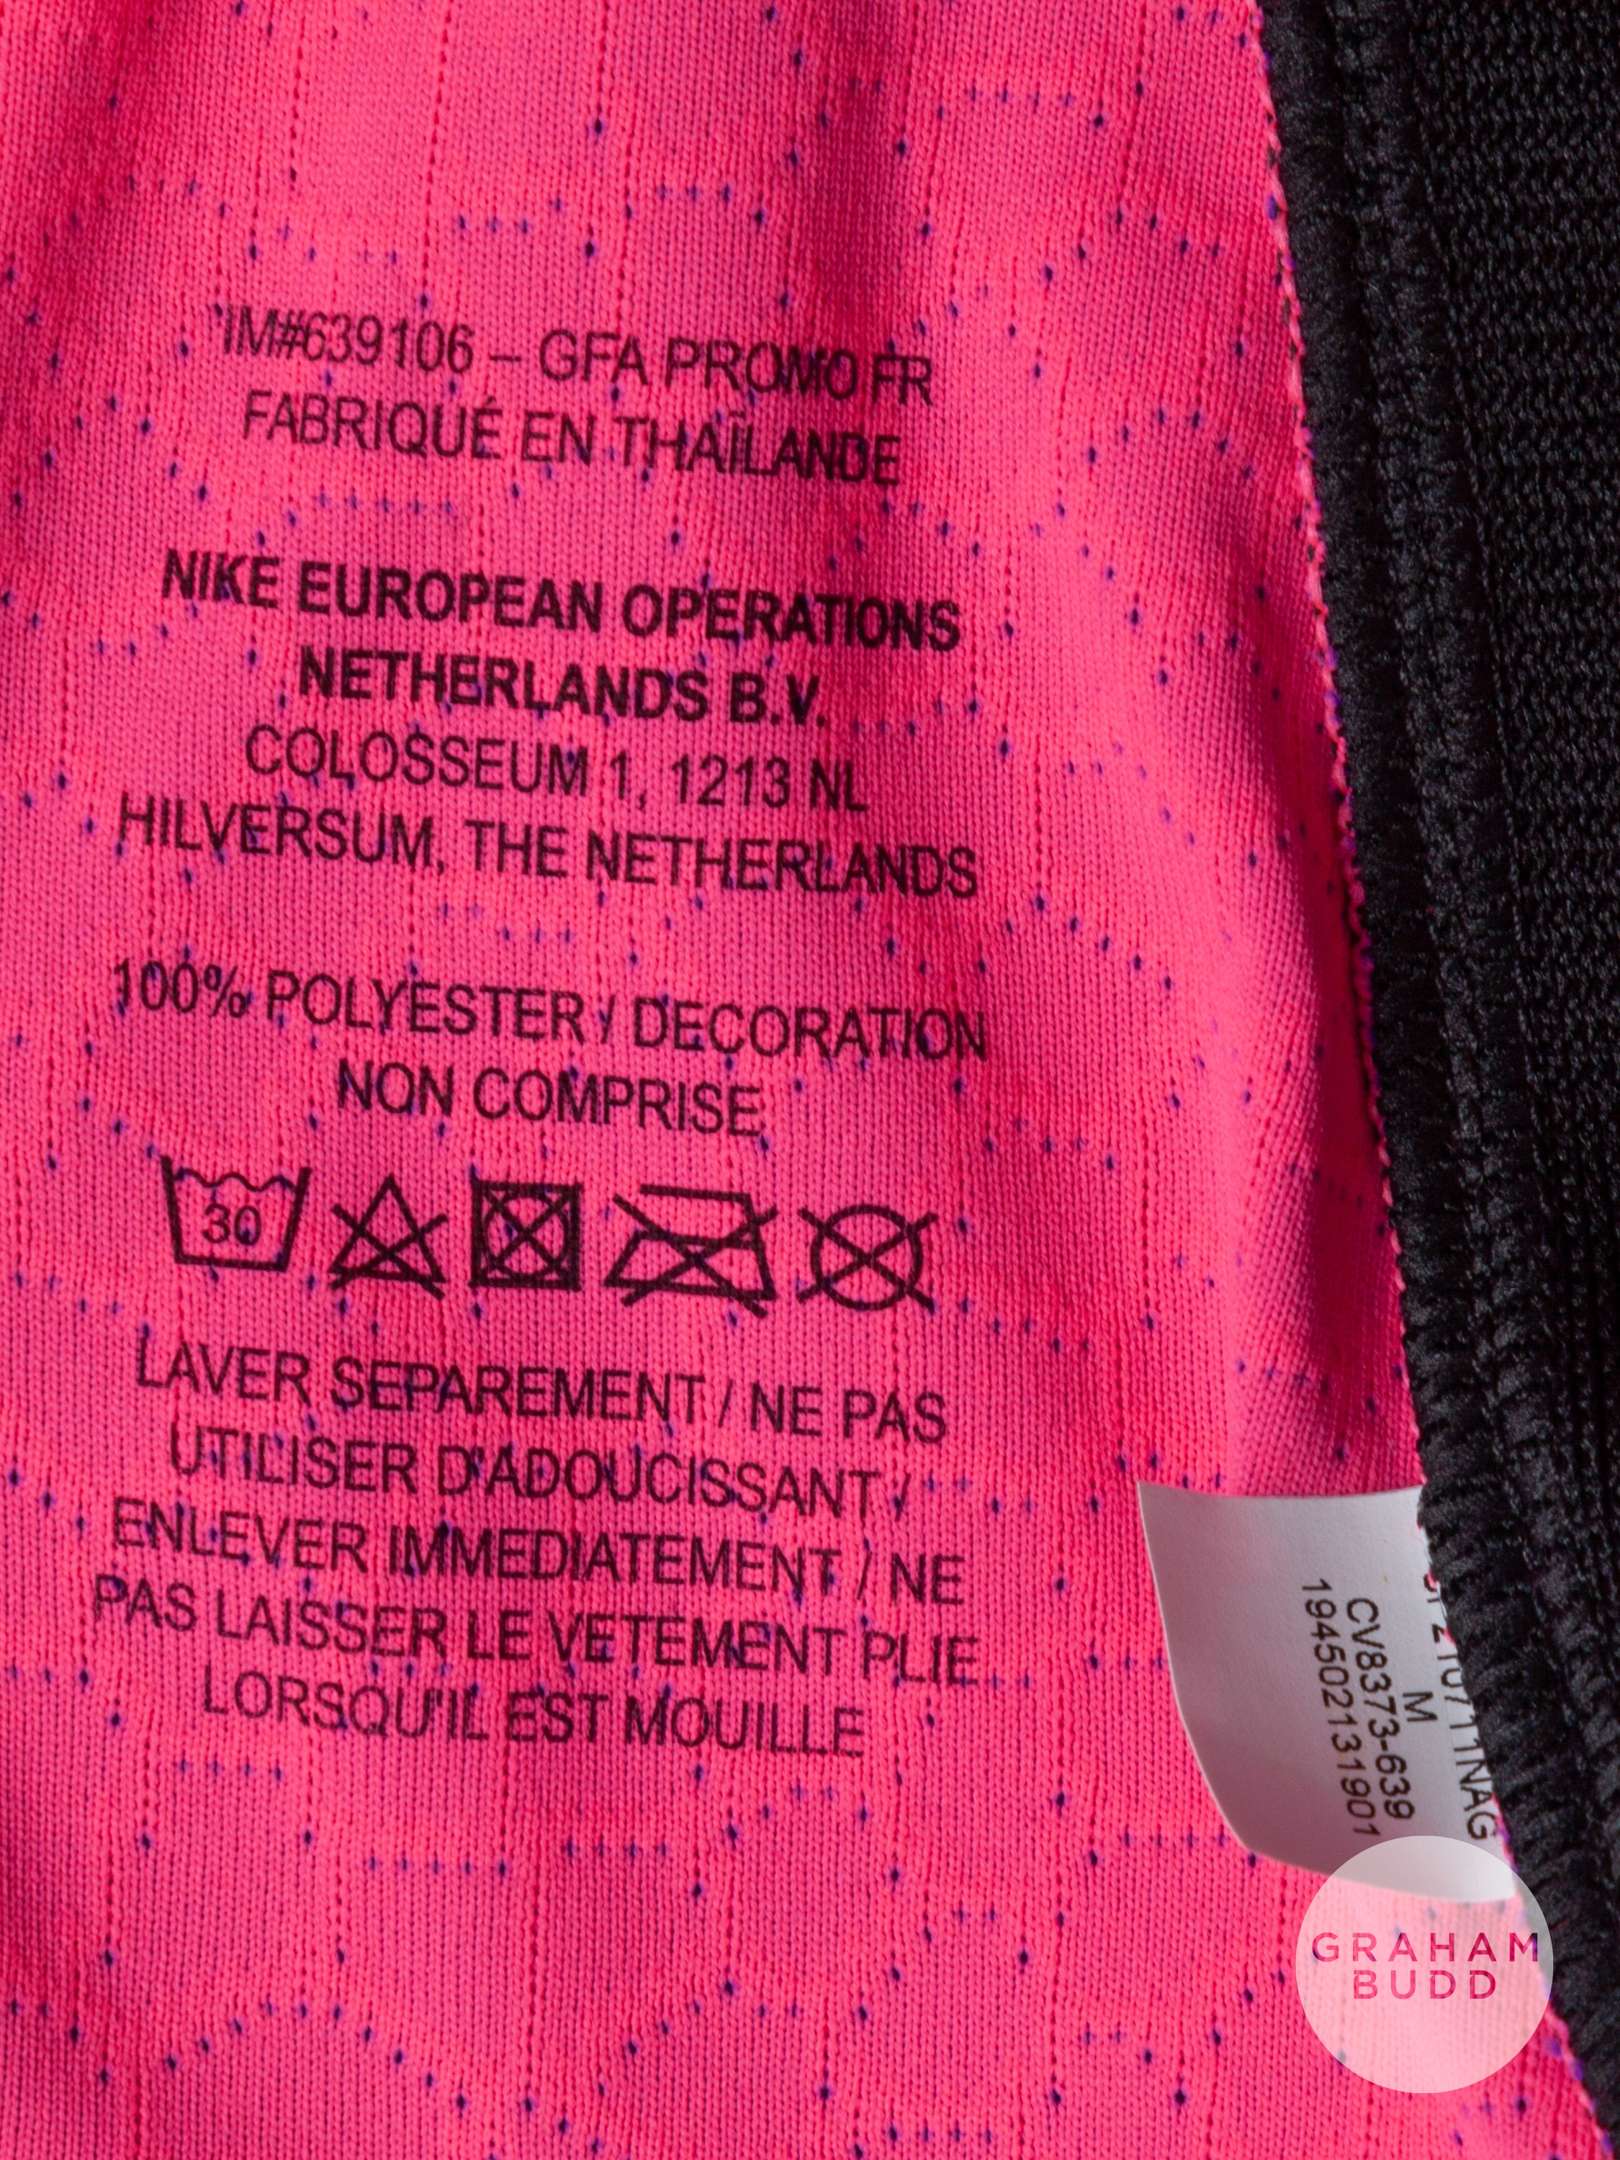 IM#639106 – GFA PROMO FR
FABRIQUÉ EN THAÏLANDE
NIKE EUROPEAN OPERATIONS
NETHERLANDS B.V.
COLOSSEUM 1, 1213 NL
HILVERSUM, THE NETHERLANDS
100% POLYESTER / DECORATION
NON COMPRISE
30
LAVER SEPAREMENT / NE PAS
UTILISER D'ADOUCISSANT /
ENLEVER IMMEDIATEMENT / NE
PAS LAISSER LE VETEMENT PLIE
LORSQU'IL EST MOUILLE
M
CV8373-639
194502131901
GRAHAM
BUDD